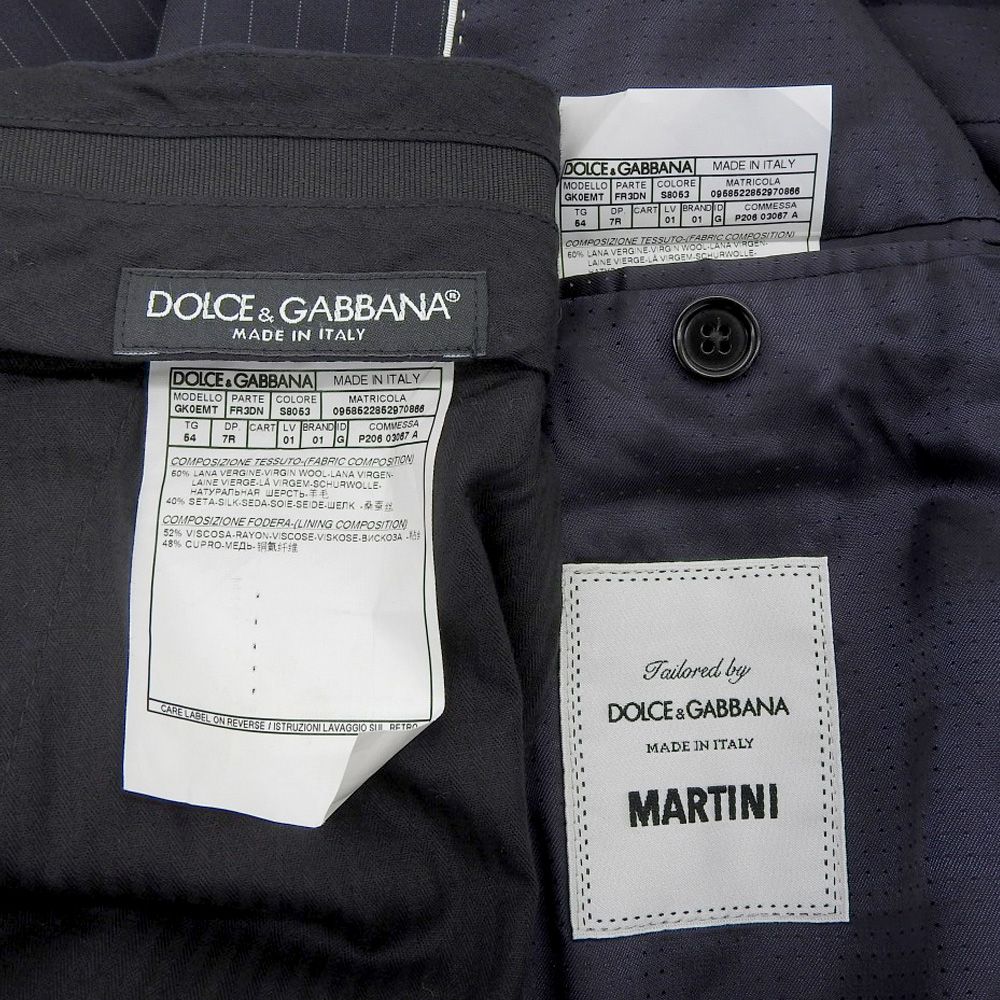 DOLCE & GABBANA®
MADE IN ITALY
DOLCE & GABBANA MADE IN ITALY
MODELLO PARTE COLORE MATRICOLA
GK0EMT FR3DN S8053 0958522852970866
TG DP. CART LV BRAND ID COMMESSA
54 7R 01 01 G P206 03067 A
COMPOSIZIONE TESSUTO-(FABRIC COMPOSITION)
60% LANA VERGINE-VIRGIN WOOL-LANA VIRGEN-
LAINE VIERGE-LÃ VIRGEM-SCHURWOLLE-
НАТУРАЛЬНАЯ ШЕРСТЬ-羊毛
40% SETA-SILK-SEDA-SOIE-SEIDE-ШЕЛК -桑蚕丝
COMPOSIZIONE FODERA-(LINING COMPOSITION)
52% VISCOSA-RAYON-VISCOSE-VISKOSE-ВИСКОЗА
48% CUPRO-МЕДЬ-铜氨纤维
CARE LABEL ON REVERSE / ISTRUZIONI LAVAGGIO SUL RETRO
DOLCE & GABBANA MADE IN ITALY
MODELLO PARTE COLORE MATRICOLA
GK0EMT FR3DN S8053 0958522852970866
TG DP. CART LV BRAND ID COMMESSA
54 7R 01 01 G P206 03067 A
COMPOSIZIONE TESSUTO-(FABRIC COMPOSITION)
60% LANA VERGINE-VIRGIN WOOL-LANA VIRGEN-
LAINE VIERGE-LÃ VIRGEM-SCHURWOLLE-
Tailored by
DOLCE & GABBANA
MADE IN ITALY
MARTINI